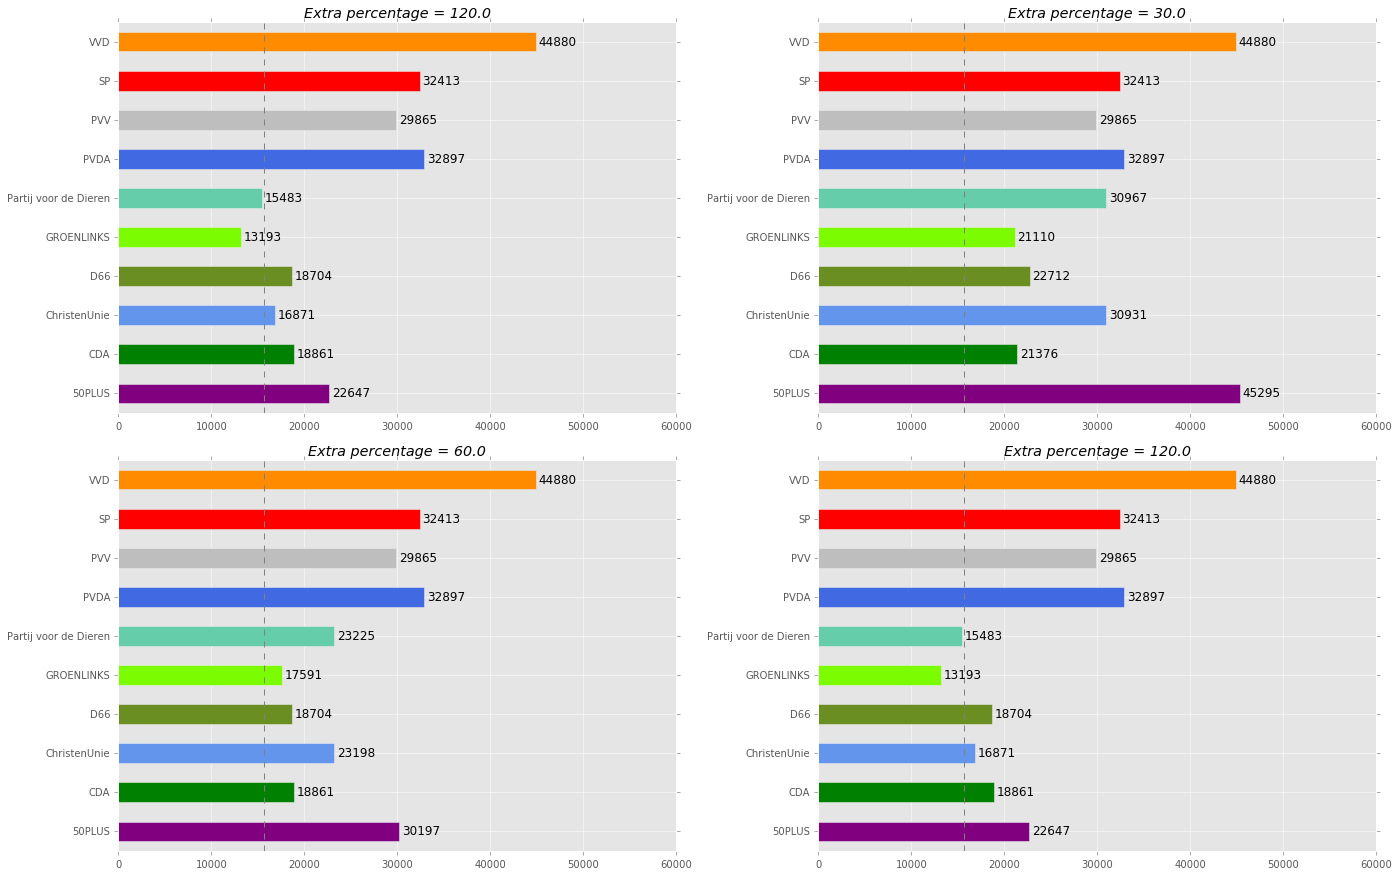 Extra percentage = 120.0
VVD 44880
SP 32413
PVV 29865
PVDA 32897
Partij voor de Dieren 15483
GROENLINKS 13193
D66 18704
ChristenUnie 16871
CDA 18861
50PLUS 22647
0 10000 20000 30000 40000 50000 60000
Extra percentage = 30.0
VVD 44880
SP 32413
PVV 29865
PVDA 32897
Partij voor de Dieren 30967
GROENLINKS 21110
D66 22712
ChristenUnie 30931
CDA 21376
50PLUS 45295
0 10000 20000 30000 40000 50000 60000
Extra percentage = 60.0
VVD 44880
SP 32413
PVV 29865
PVDA 32897
Partij voor de Dieren 23225
GROENLINKS 17591
D66 18704
ChristenUnie 23198
CDA 18861
50PLUS 30197
0 10000 20000 30000 40000 50000 60000
Extra percentage = 120.0
VVD 44880
SP 32413
PVV 29865
PVDA 32897
Partij voor de Dieren 15483
GROENLINKS 13193
D66 18704
ChristenUnie 16871
CDA 18861
50PLUS 22647
0 10000 20000 30000 40000 50000 60000